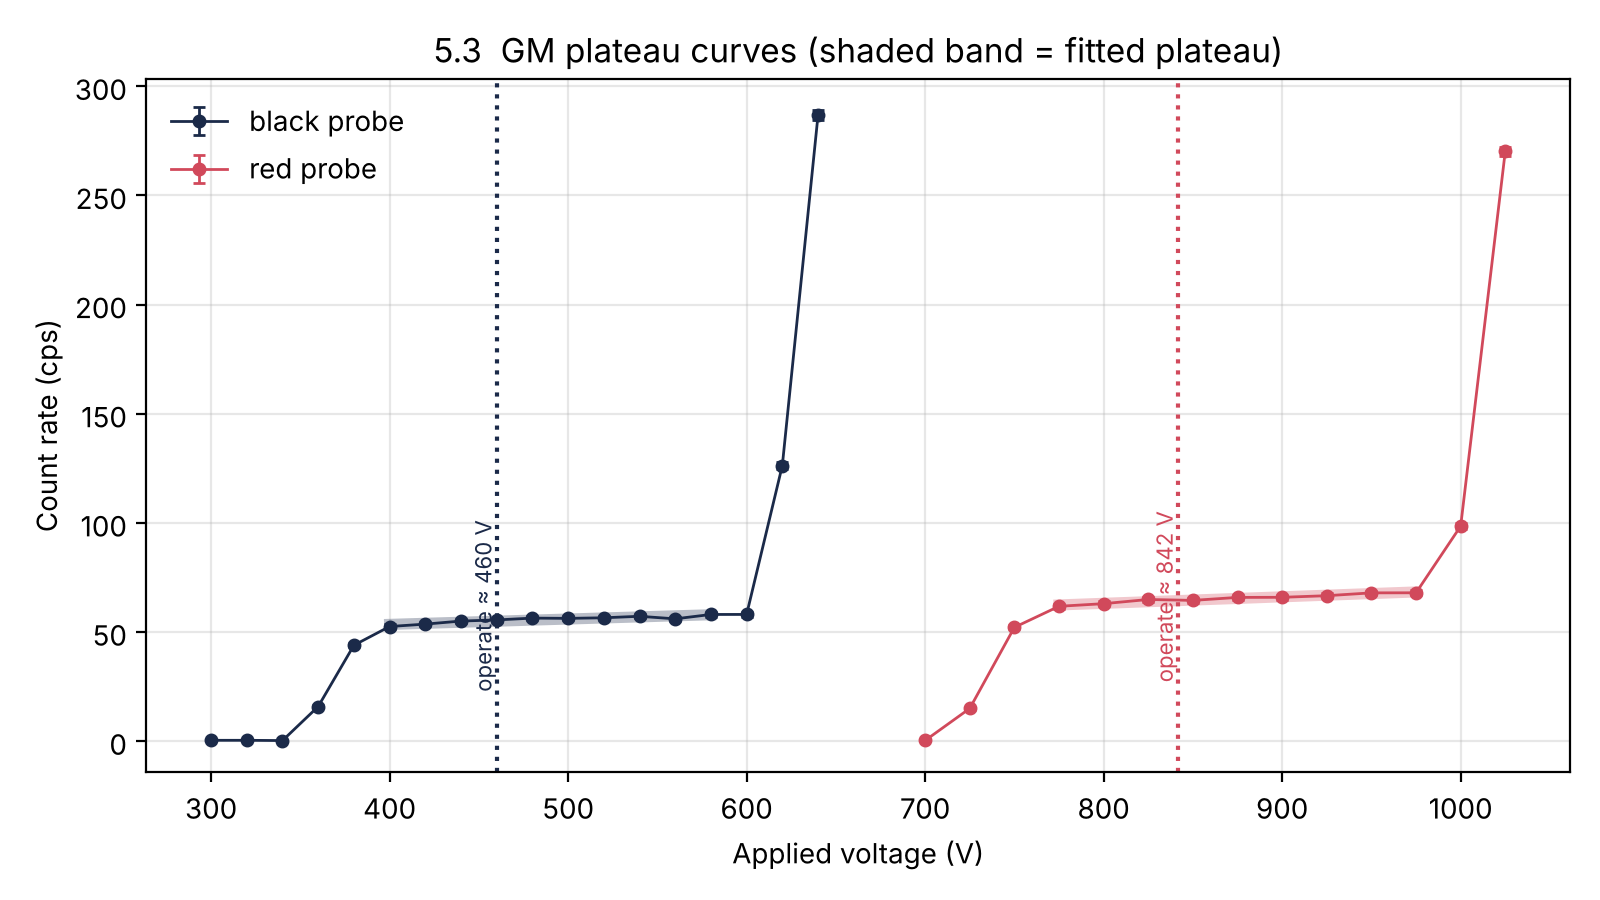 5.3  GM plateau curves (shaded band = fitted plateau)
black probe
red probe
Count rate (cps)
300
250
200
150
100
50
0
operate ≈ 460 V
operate ≈ 842 V
300
400
500
600
700
800
900
1000
Applied voltage (V)